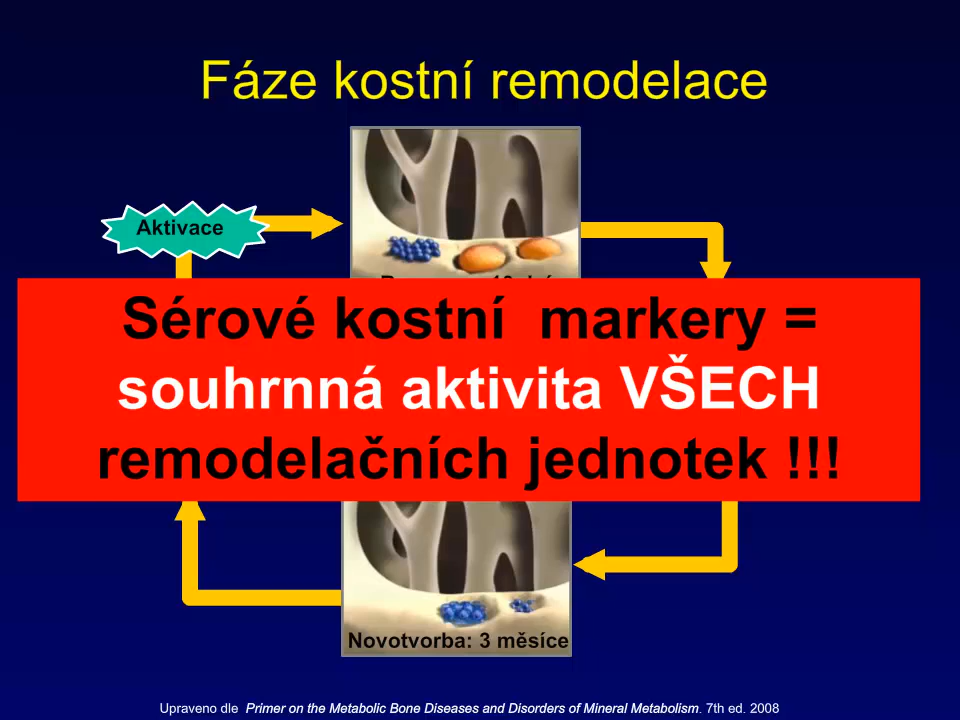 Fáze kostní remodelace
Aktivace
Sérové kostní  markery =
souhrnná aktivita VŠECH
remodelačních jednotek !!!
Novotvorba: 3 měsíce
Upraveno dle  Primer on the Metabolic Bone Diseases and Disorders of Mineral Metabolism. 7th ed. 2008